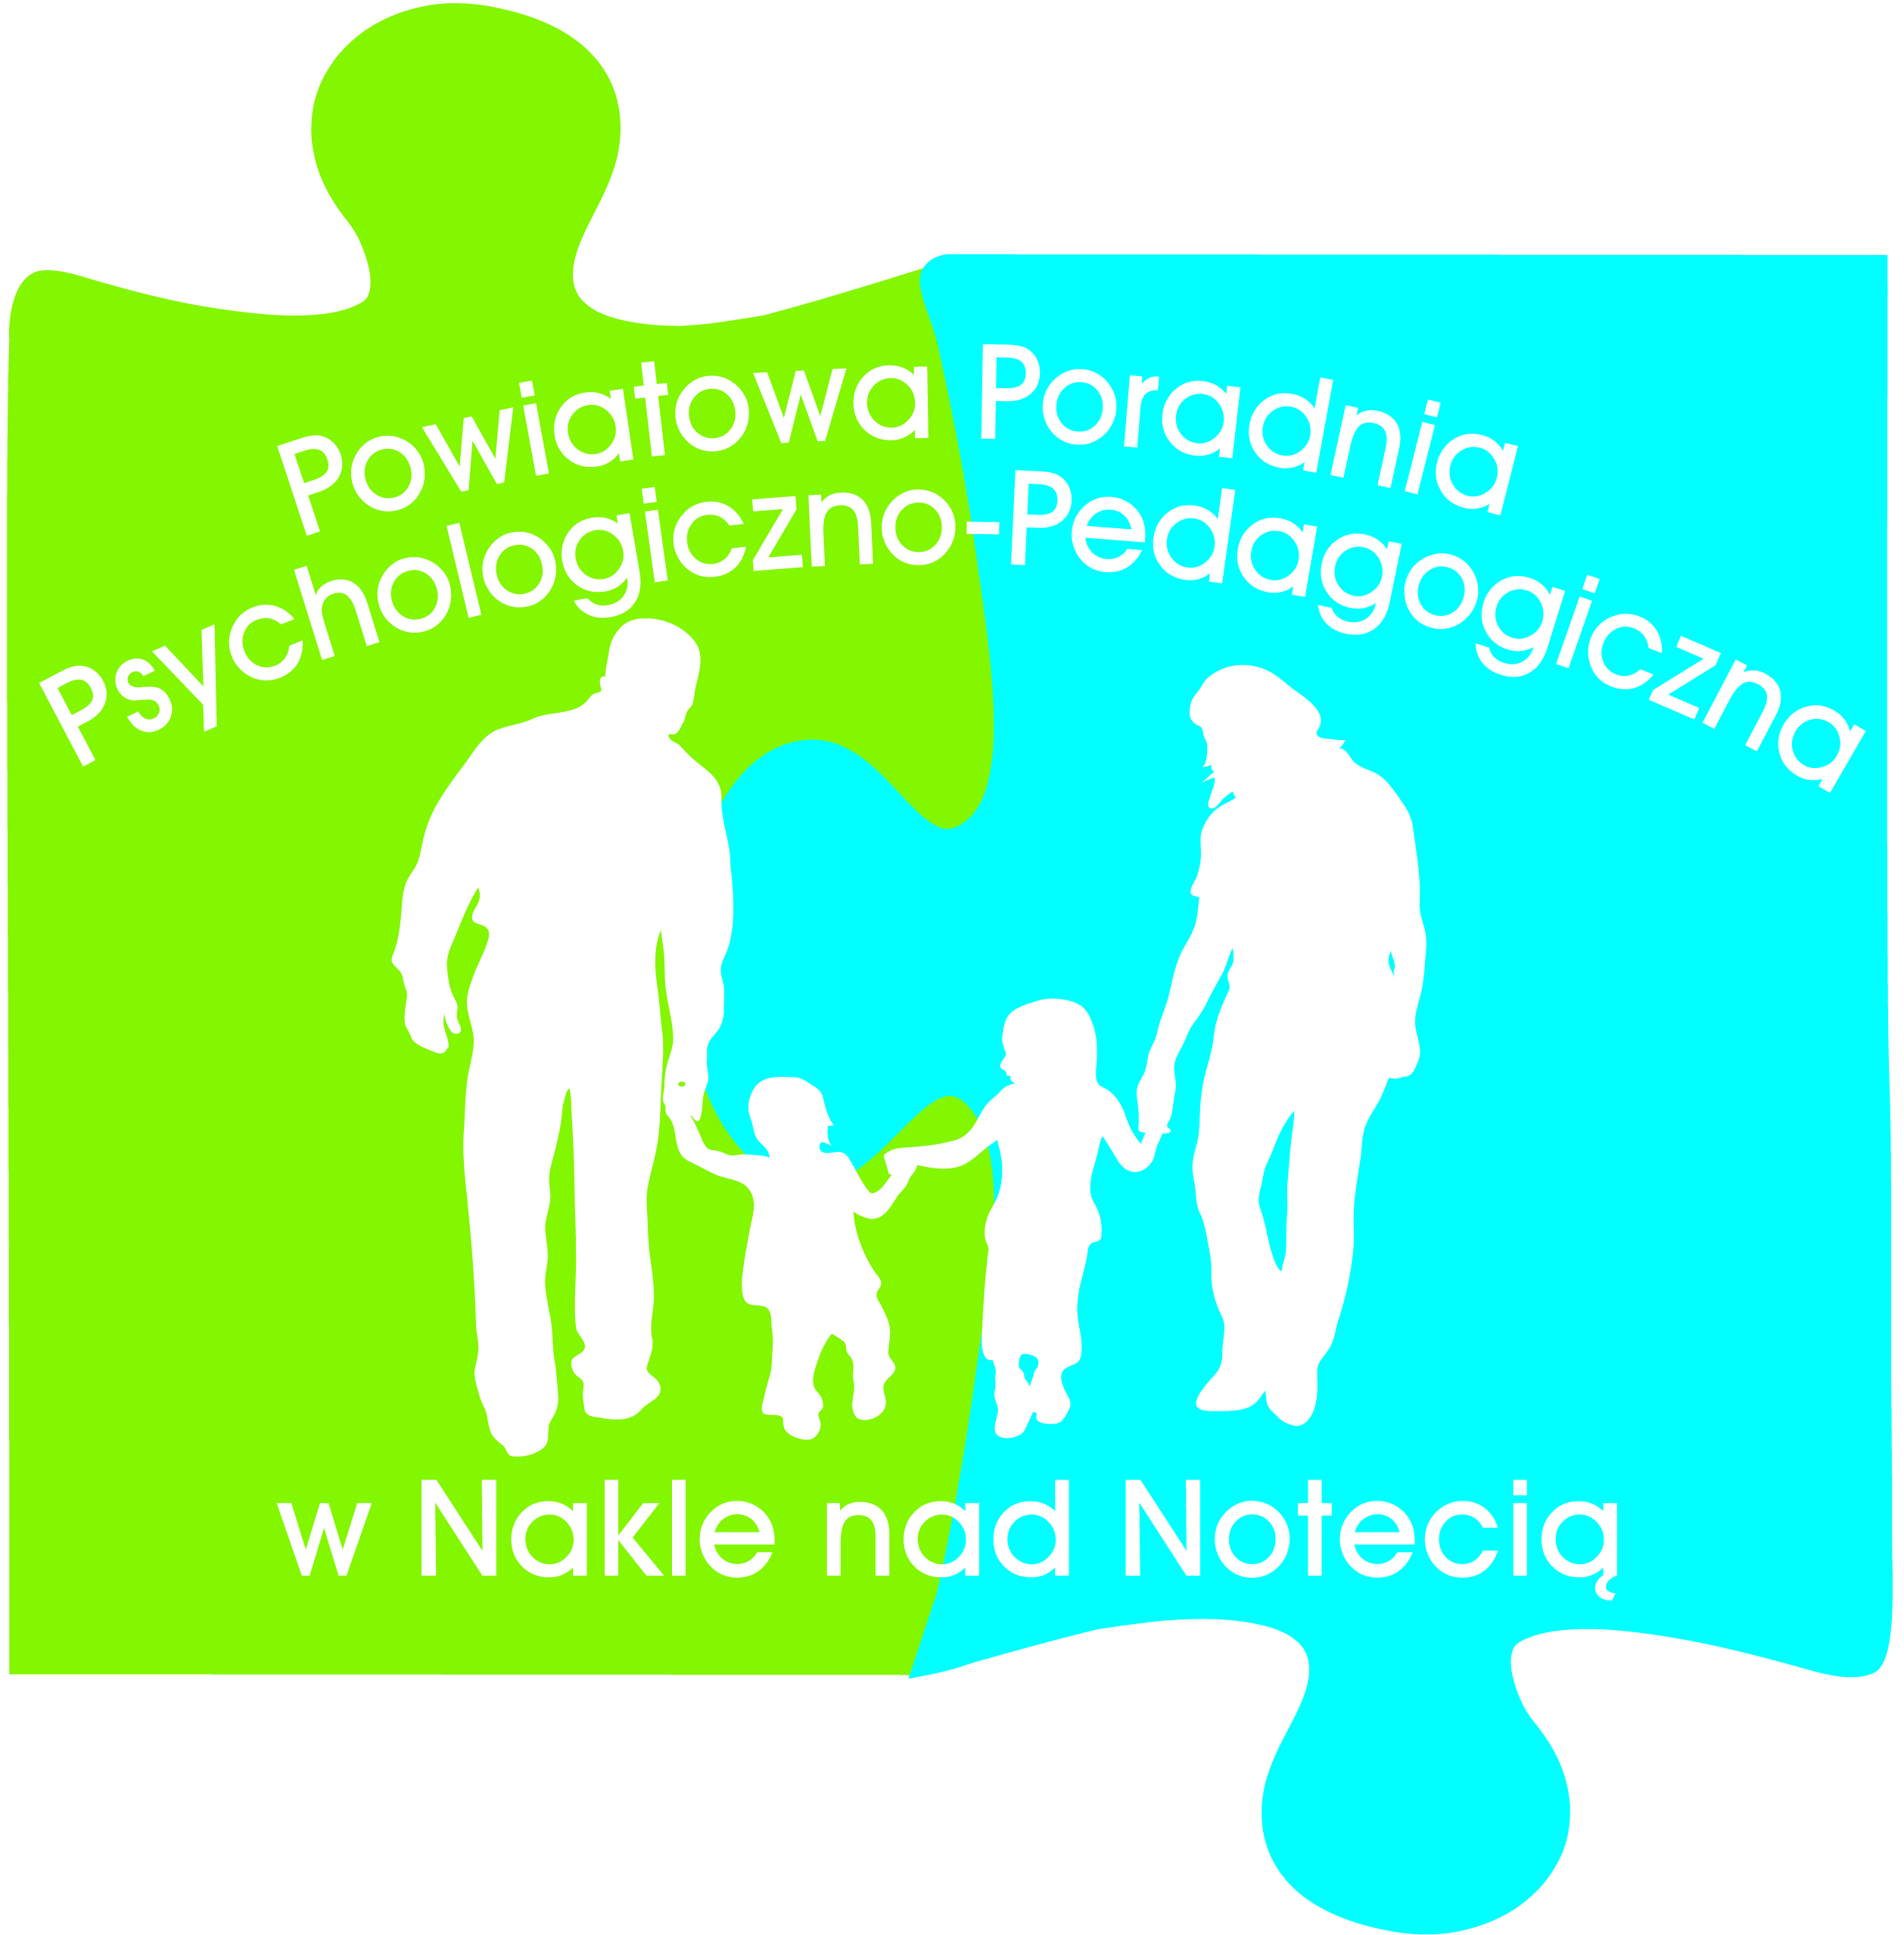 Powiatowa Poradnia
Psychologiczno-Pedagogiczna
w Nakle nad Notecią